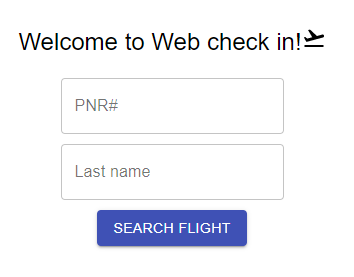 Welcome to Web check in!
PNR#
Last name
SEARCH FLIGHT